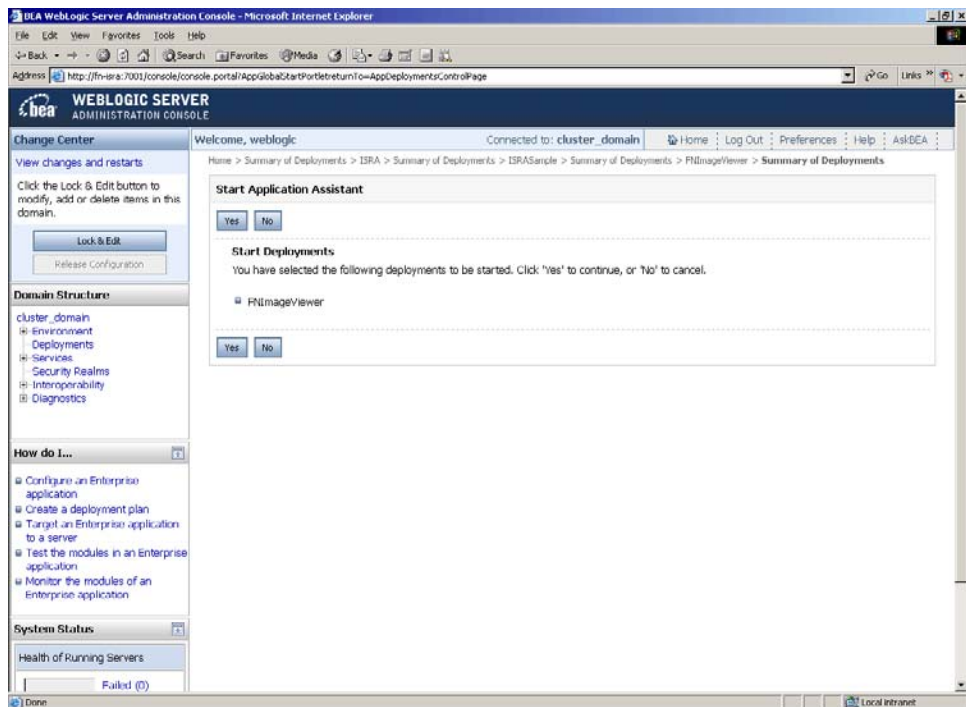 BEA WebLogic Server Administration Console - Microsoft Internet Explorer
File Edit View Favorites Tools Help
Back Search Favorites Media
Address http://fn-isra:7001/console/console.portal?AppGlobalStartPortletreturnTo=AppDeploymentsControlPage Go Links »
bea WEBLOGIC SERVER
ADMINISTRATION CONSOLE
Change Center
View changes and restarts
Click the Lock & Edit button to
modify, add or delete items in this
domain.
Lock & Edit
Release Configuration
Domain Structure
cluster_domain
Environment
Deployments
Services
Security Realms
Interoperability
Diagnostics
How do I...
Configure an Enterprise
application
Create a deployment plan
Target an Enterprise application
to a server
Test the modules in an Enterprise
application
Monitor the modules of an
Enterprise application
System Status
Health of Running Servers
Failed (0)
Welcome, weblogic Connected to: cluster_domain Home Log Out Preferences Help AskBEA
Home > Summary of Deployments > ISRA > Summary of Deployments > ISRASample > Summary of Deployments > FNImageViewer > Summary of Deployments
Start Application Assistant
Yes No
Start Deployments
You have selected the following deployments to be started. Click 'Yes' to continue, or 'No' to cancel.
FNImageViewer
Yes No
Done Local intranet